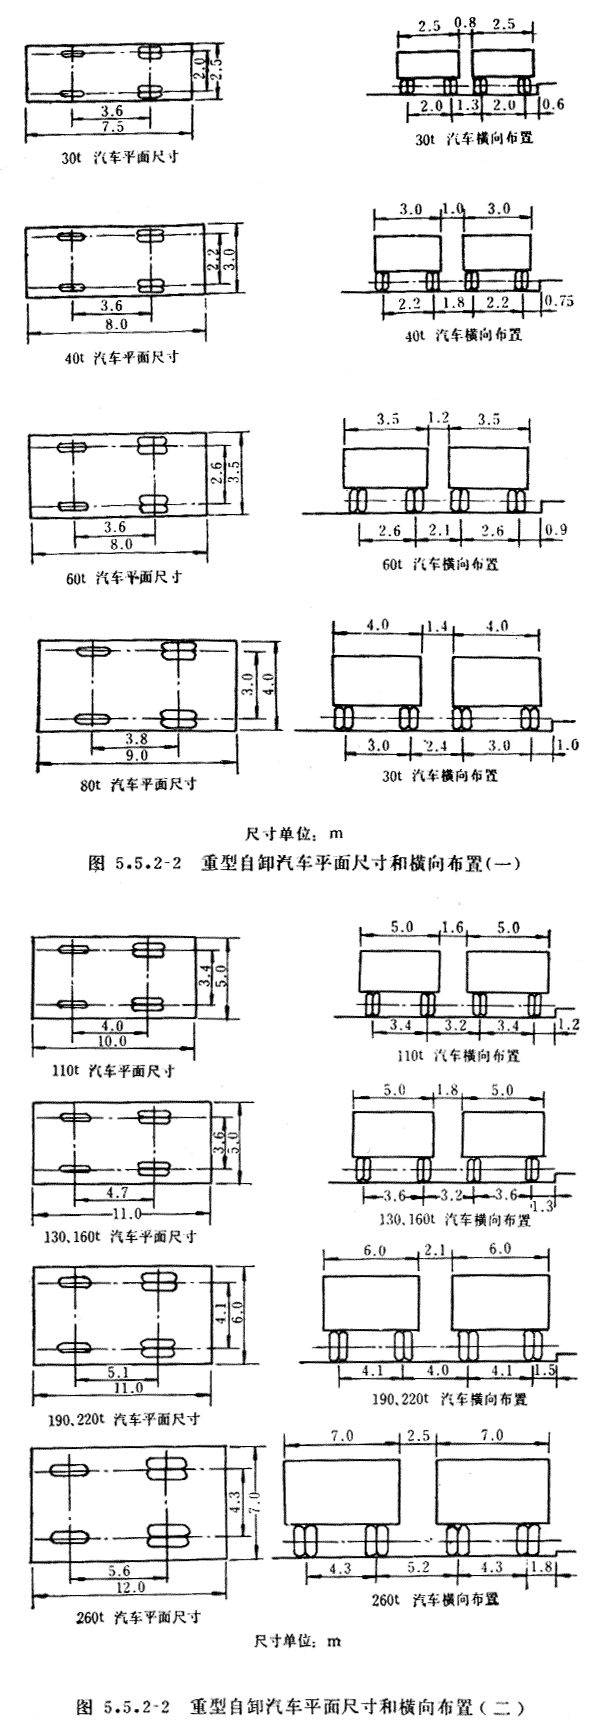 2.5 0.8 2.5
2.0 2.5
3.6
7.5
2.0 1.3 2.0 0.6
30t 汽车平面尺寸
30t 汽车横向布置
3.0 1.0 3.0
2.2 3.0
3.6
8.0
2.2 1.8 2.2 0.75
40t 汽车平面尺寸
40t 汽车横向布置
3.5 1.2 3.5
2.6 3.5
3.6
8.0
2.6 2.1 2.6 0.9
60t 汽车平面尺寸
60t 汽车横向布置
4.0 1.4 4.0
3.0 4.0
3.8
9.0
3.0 2.4 3.0 1.0
80t 汽车平面尺寸
30t 汽车横向布置
尺寸单位：m
图 5.5.2-2 重型自卸汽车平面尺寸和横向布置(一)
5.0 1.6 5.0
3.4 5.0
4.0
10.0
3.4 3.2 3.4 1.2
110t 汽车平面尺寸
110t 汽车横向布置
5.0 1.8 5.0
3.6 5.0
4.7
11.0
3.6 3.2 3.6 1.3
130、160t 汽车平面尺寸
130、160t 汽车横向布置
6.0 2.1 6.0
4.1 6.0
5.1
11.0
4.1 4.0 4.1 1.5
190、220t 汽车平面尺寸
190、220t 汽车横向布置
7.0 2.5 7.0
4.3 7.0
5.6
12.0
4.3 5.2 4.3 1.8
260t 汽车平面尺寸
260t 汽车横向布置
尺寸单位：m
图 5.5.2-2 重型自卸汽车平面尺寸和横向布置(二)